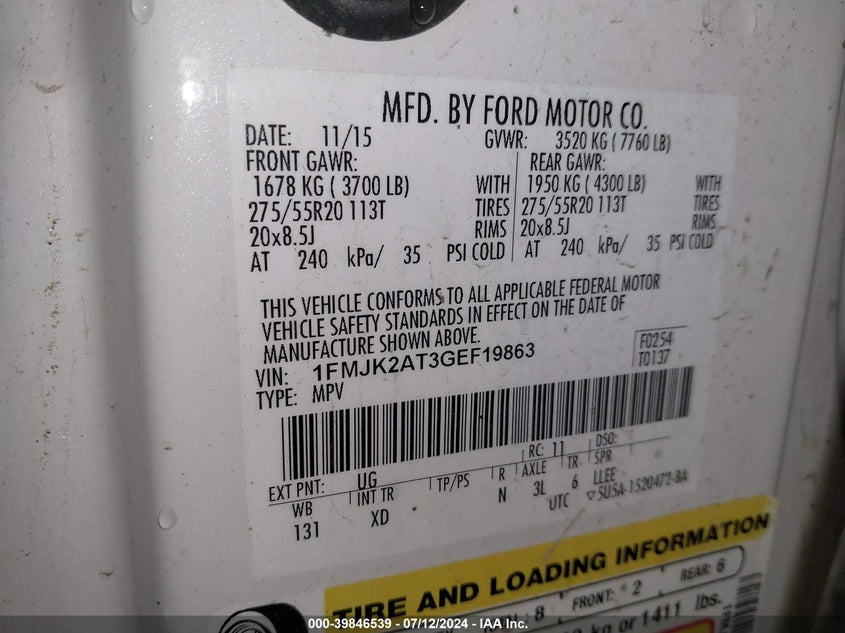 MFD. BY FORD MOTOR CO.
DATE: 11/15 GVWR: 3520 KG ( 7760 LB)
FRONT GAWR: REAR GAWR:
1678 KG ( 3700 LB) WITH 1950 KG ( 4300 LB) WITH
275/55R20 113T TIRES 275/55R20 113T TIRES
20x8.5J RIMS 20x8.5J RIMS
AT 240 kPa/ 35 PSI COLD AT 240 kPa/ 35 PSI COLD
THIS VEHICLE CONFORMS TO ALL APPLICABLE FEDERAL MOTOR
VEHICLE SAFETY STANDARDS IN EFFECT ON THE DATE OF
MANUFACTURE SHOWN ABOVE.
VIN: 1FMJK2AT3GEF19863 F0254
TYPE: MPV T0137
EXT PNT: UG RC: 11 DSO:
WB INT TR TP/PS R AXLE TR SPR
131 XD N 3L 6 LLEE
UTC ▽5U5A-1520472-BA
TIRE AND LOADING INFORMATION
8 FRONT: 2 REAR: 6
kg or 1411 lbs.
000-39846539 - 07/12/2024 - IAA Inc.